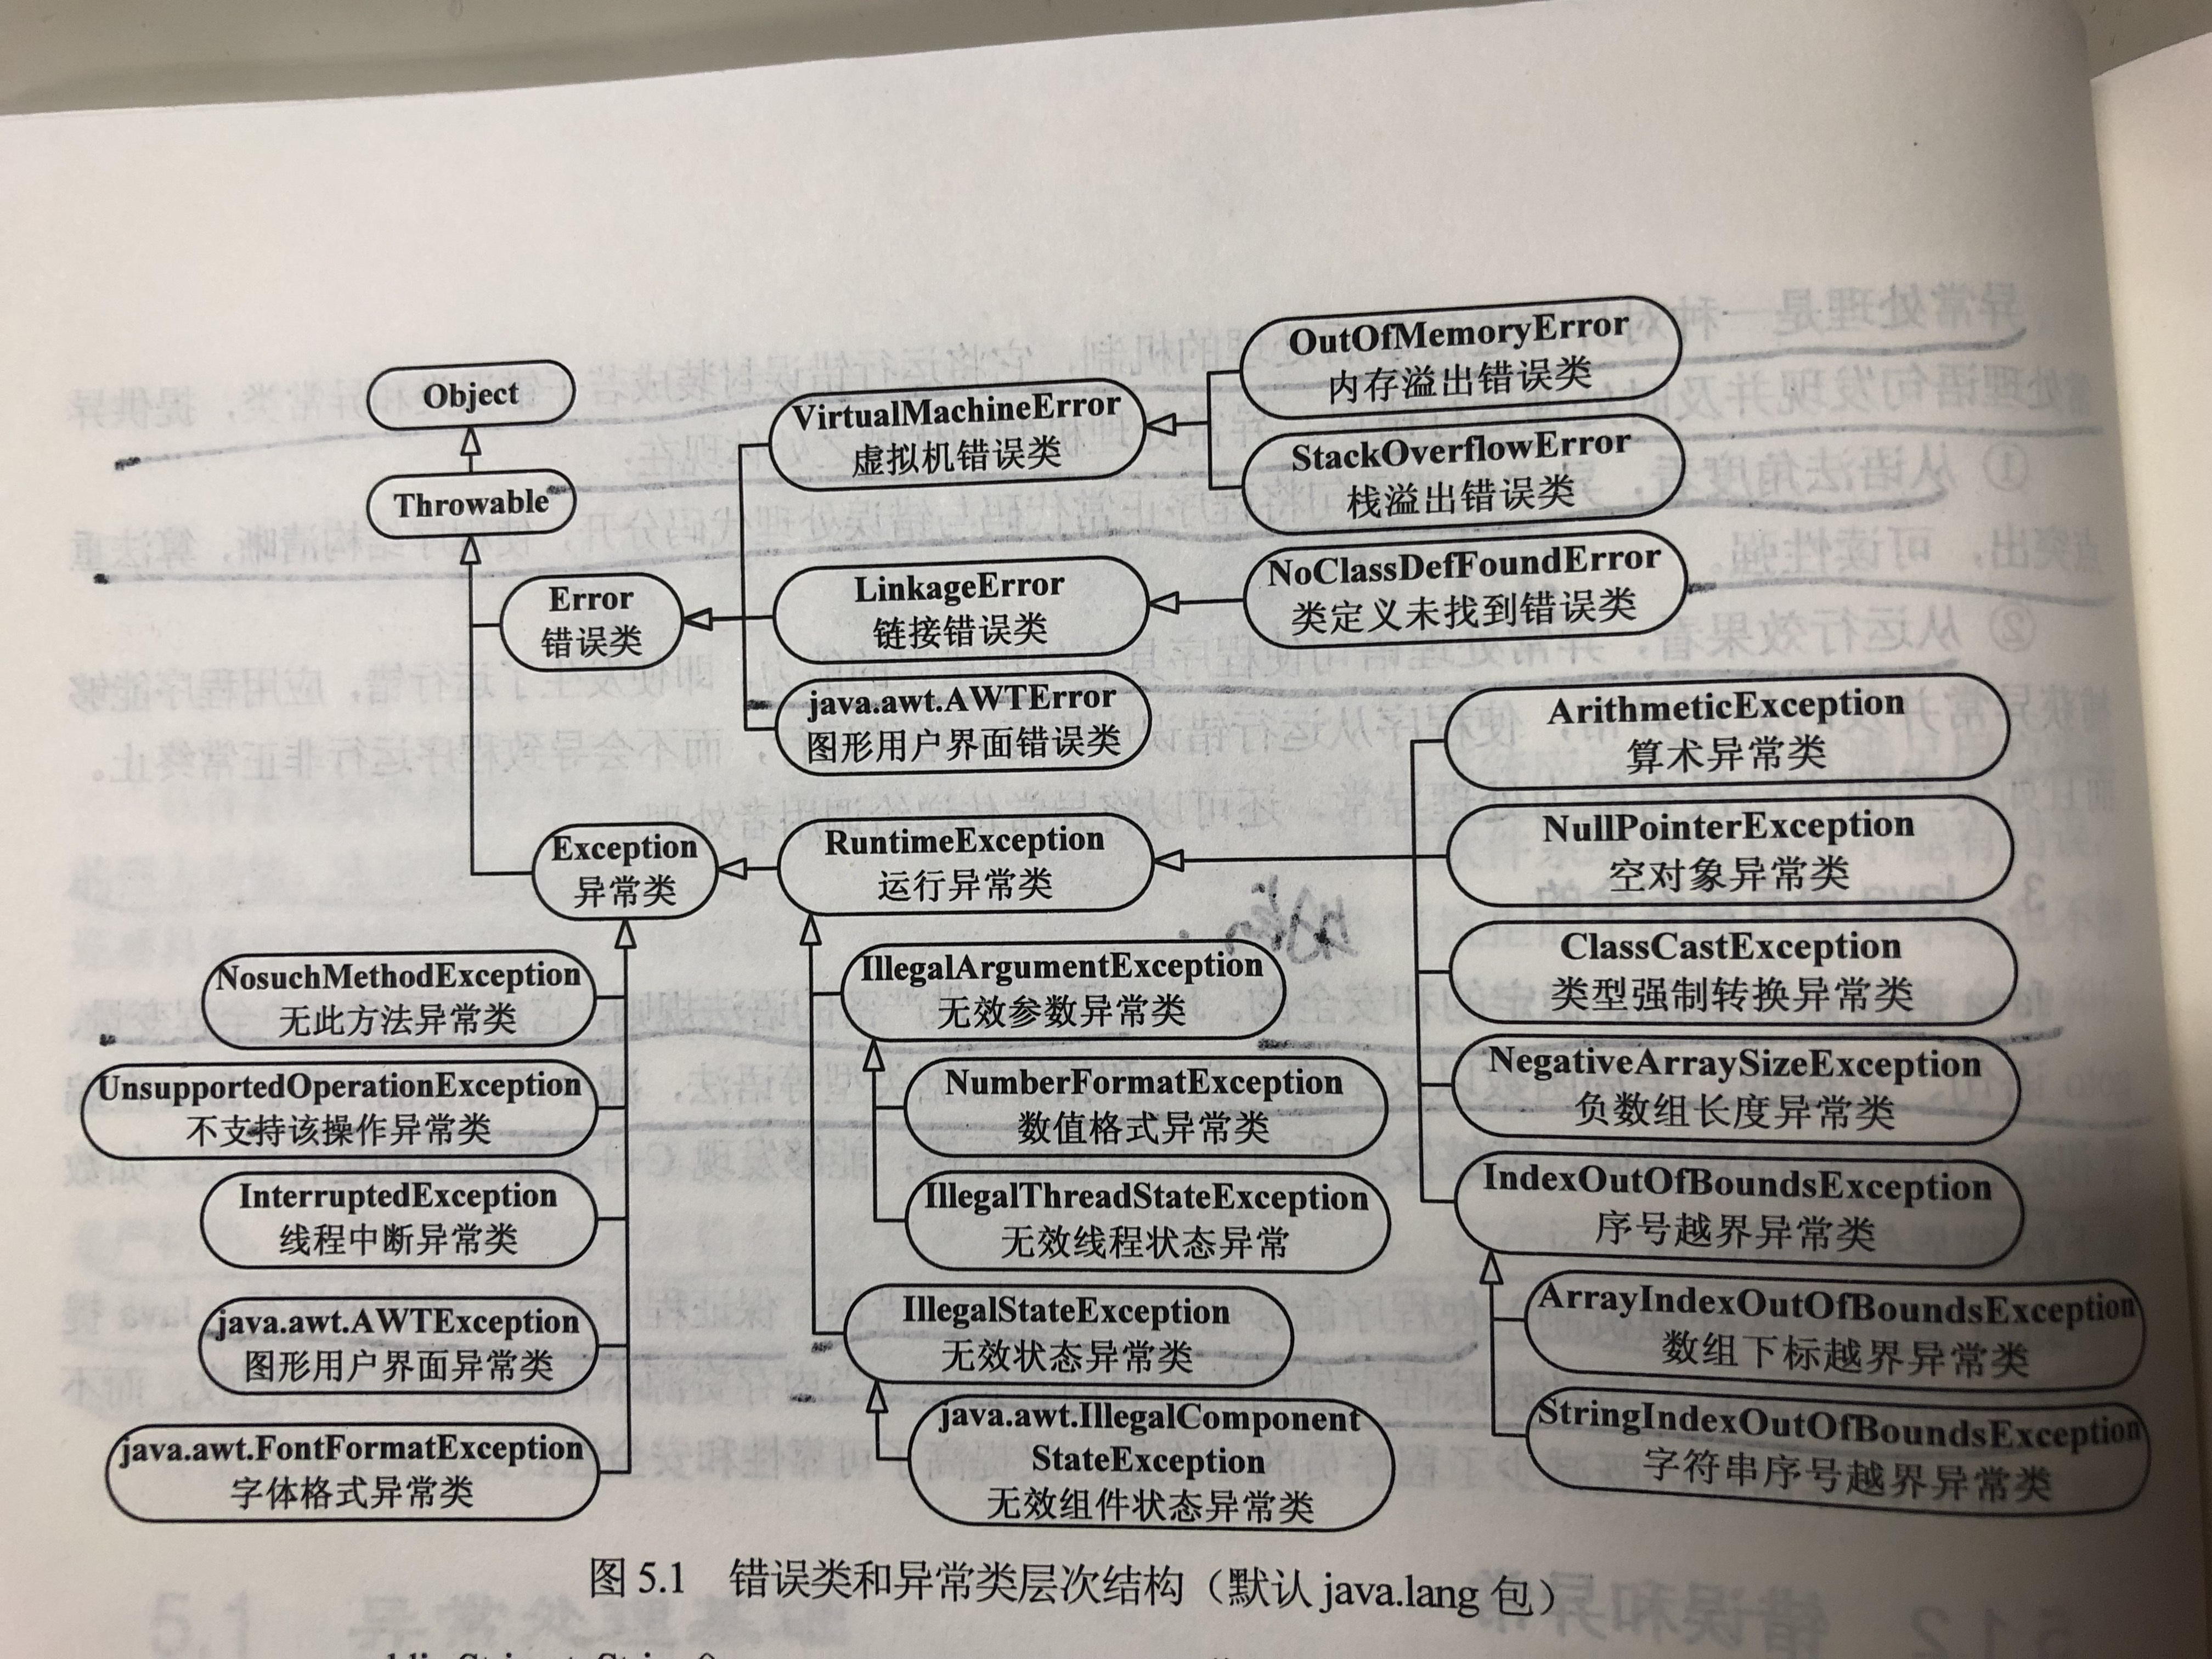 Object
Throwable
Error
错误类
VirtualMachineError
虚拟机错误类
OutOfMemoryError
内存溢出错误类
StackOverflowError
栈溢出错误类
LinkageError
链接错误类
NoClassDefFoundError
类定义未找到错误类
java.awt.AWTError
图形用户界面错误类
Exception
异常类
RuntimeException
运行异常类
ArithmeticException
算术异常类
NullPointerException
空对象异常类
ClassCastException
类型强制转换异常类
NegativeArraySizeException
负数组长度异常类
IndexOutOfBoundsException
序号越界异常类
ArrayIndexOutOfBoundsException
数组下标越界异常类
StringIndexOutOfBoundsException
字符串序号越界异常类
NosuchMethodException
无此方法异常类
UnsupportedOperationException
不支持该操作异常类
InterruptedException
线程中断异常类
java.awt.AWTException
图形用户界面异常类
java.awt.FontFormatException
字体格式异常类
IllegalArgumentException
无效参数异常类
NumberFormatException
数值格式异常类
IllegalThreadStateException
无效线程状态异常
IllegalStateException
无效状态异常类
java.awt.IllegalComponent
StateException
无效组件状态异常类
图 5.1 错误类和异常类层次结构（默认 java.lang 包）